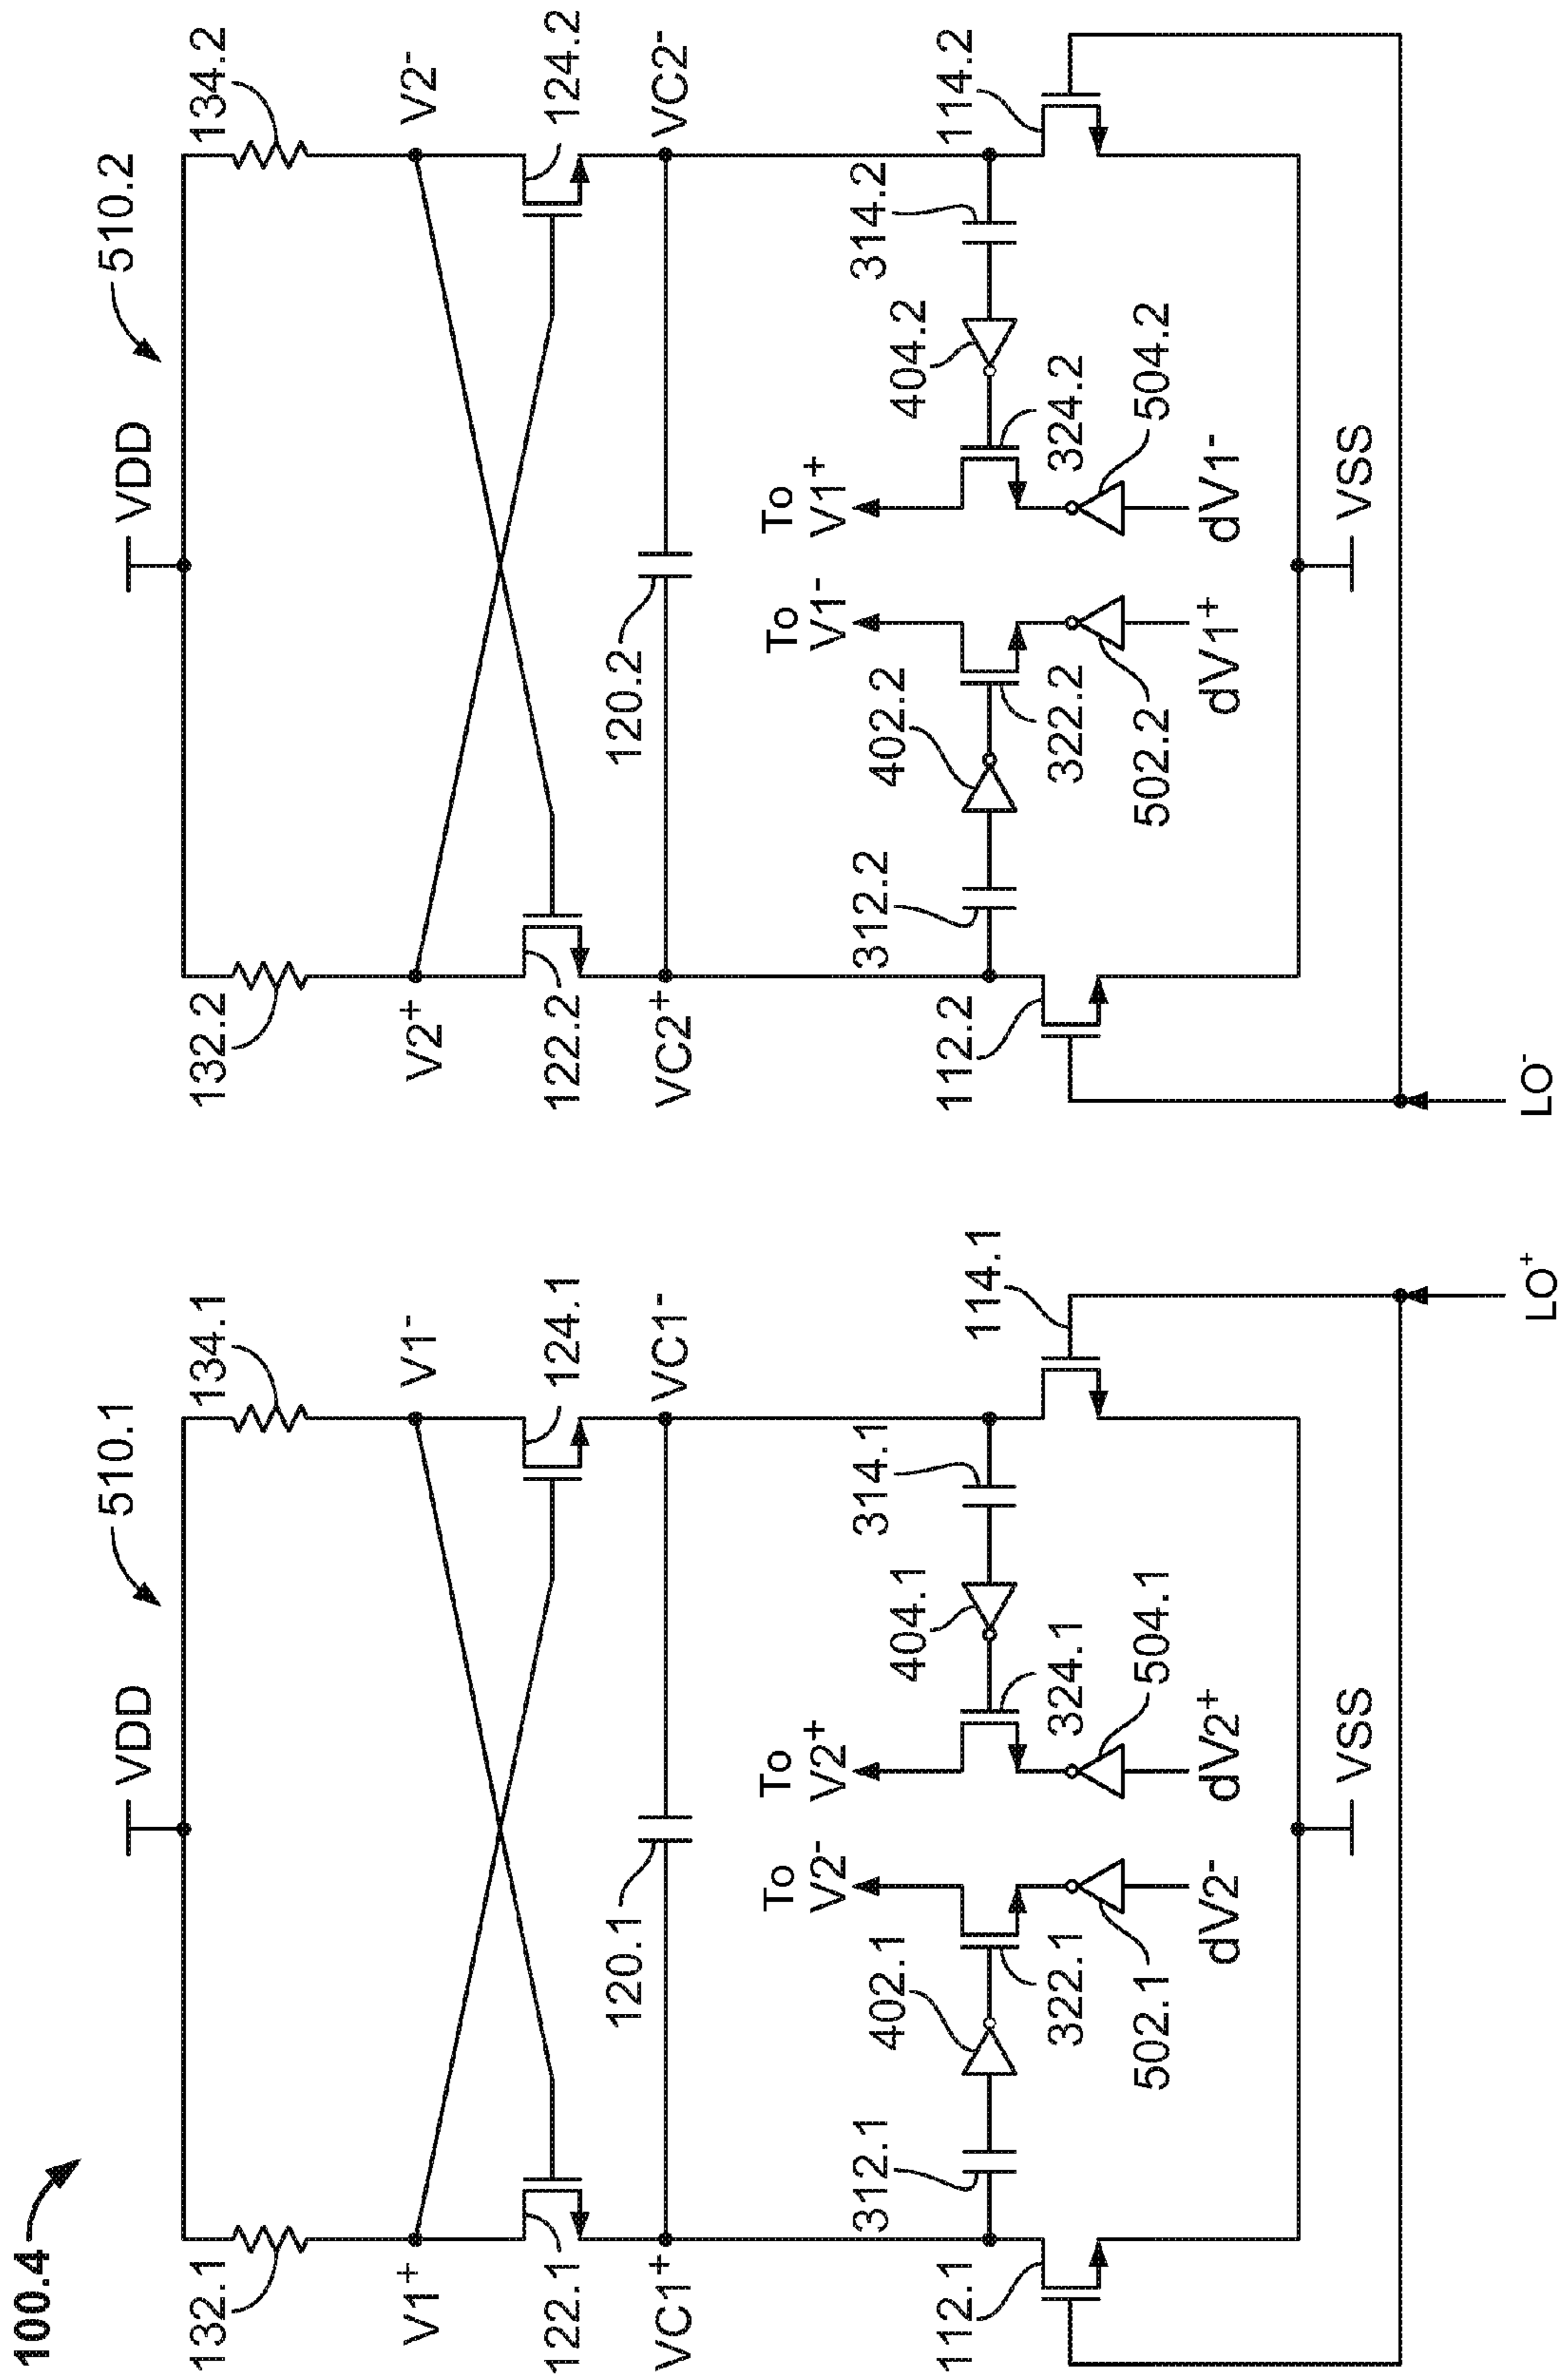 100.4
510.1
VDD
132.1
134.1
V1+
V1-
122.1
124.1
VC1+
VC1-
120.1
To
V2-
To
V2+
312.1
402.1
404.1
314.1
112.1
114.1
322.1
324.1
502.1
504.1
dV2-
dV2+
VSS
LO+
510.2
VDD
132.2
134.2
V2+
V2-
122.2
124.2
VC2+
VC2-
120.2
To
V1-
To
V1+
312.2
402.2
404.2
314.2
112.2
114.2
322.2
324.2
502.2
504.2
dV1+
dV1-
VSS
LO-